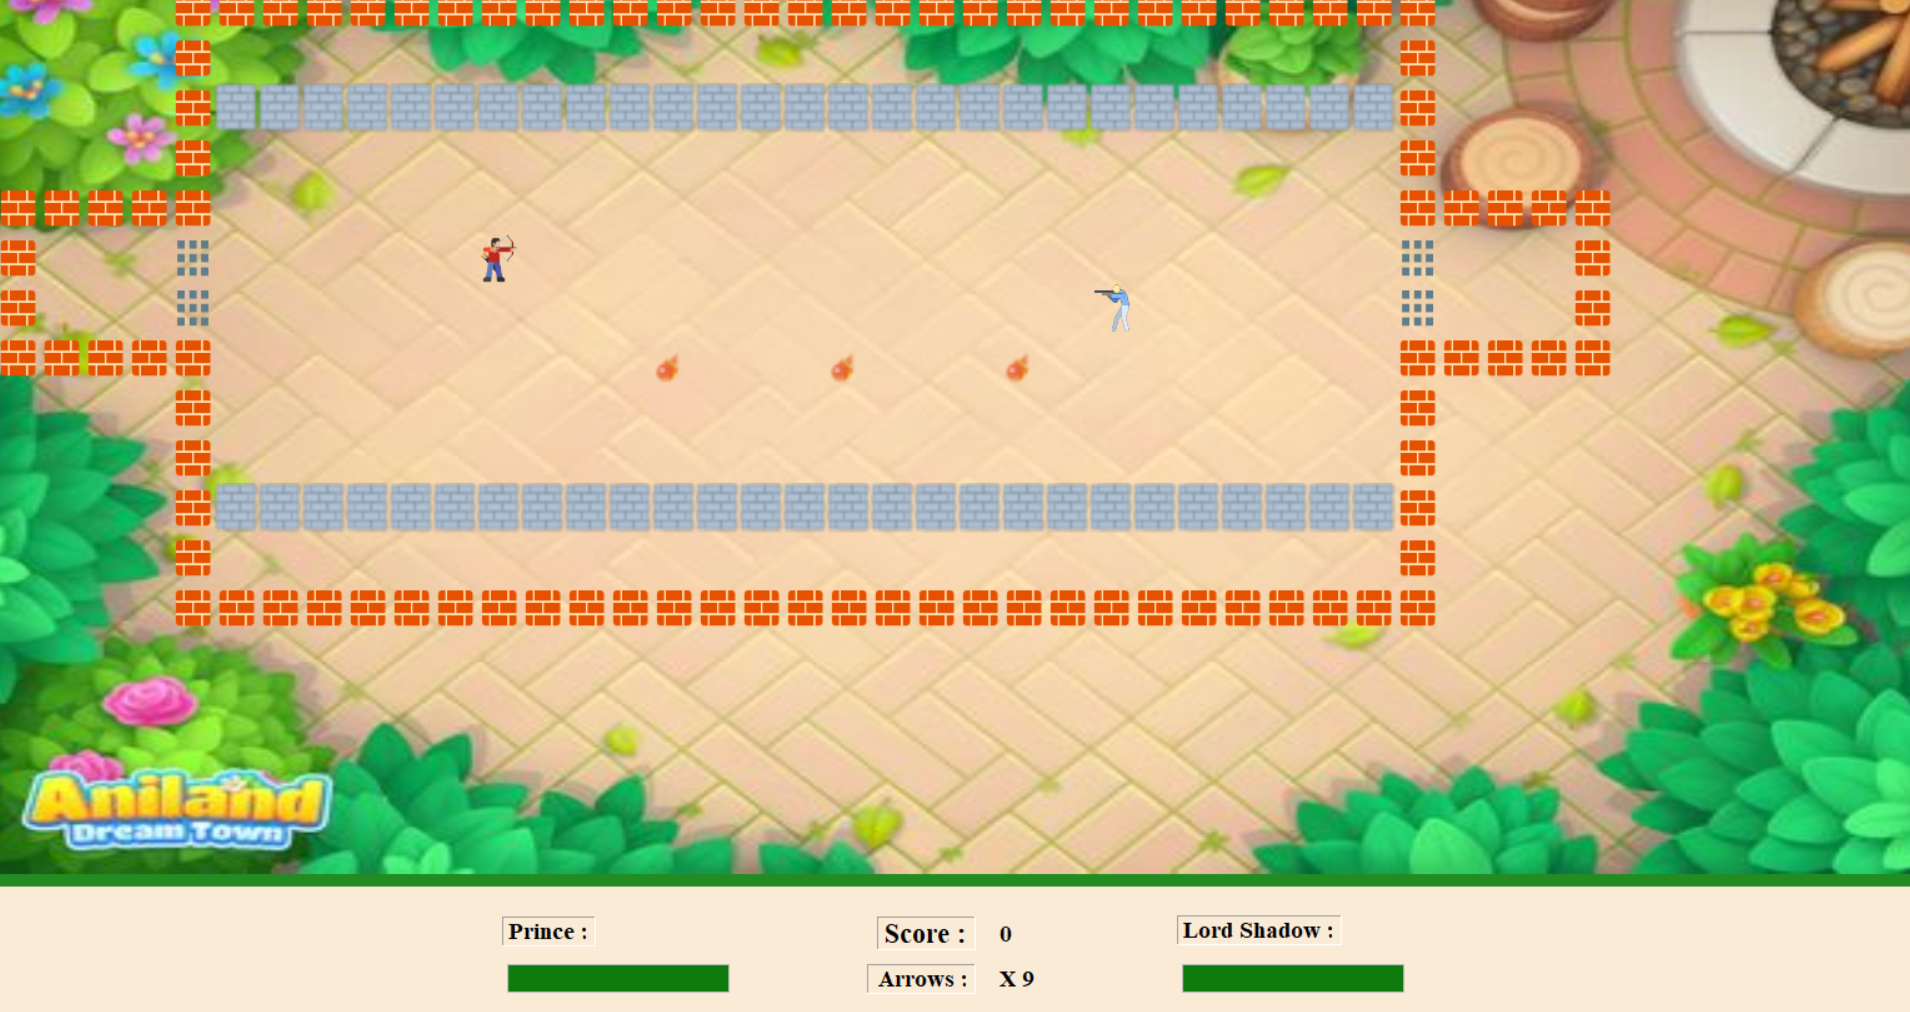 Aniland
Dream Town
Prince :
Score : 0
Lord Shadow :
Arrows : X 9